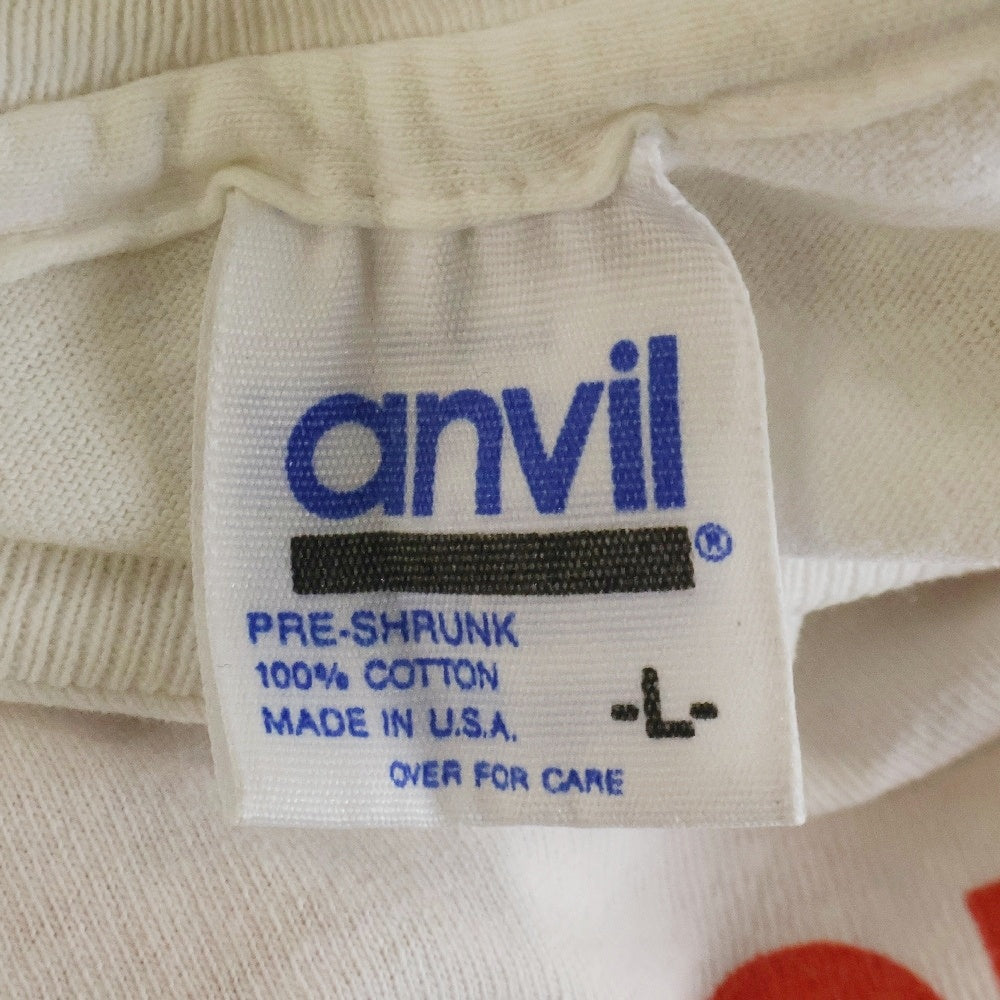 anvil®
PRE-SHRUNK
100% COTTON
MADE IN U.S.A.
-L-
OVER FOR CARE